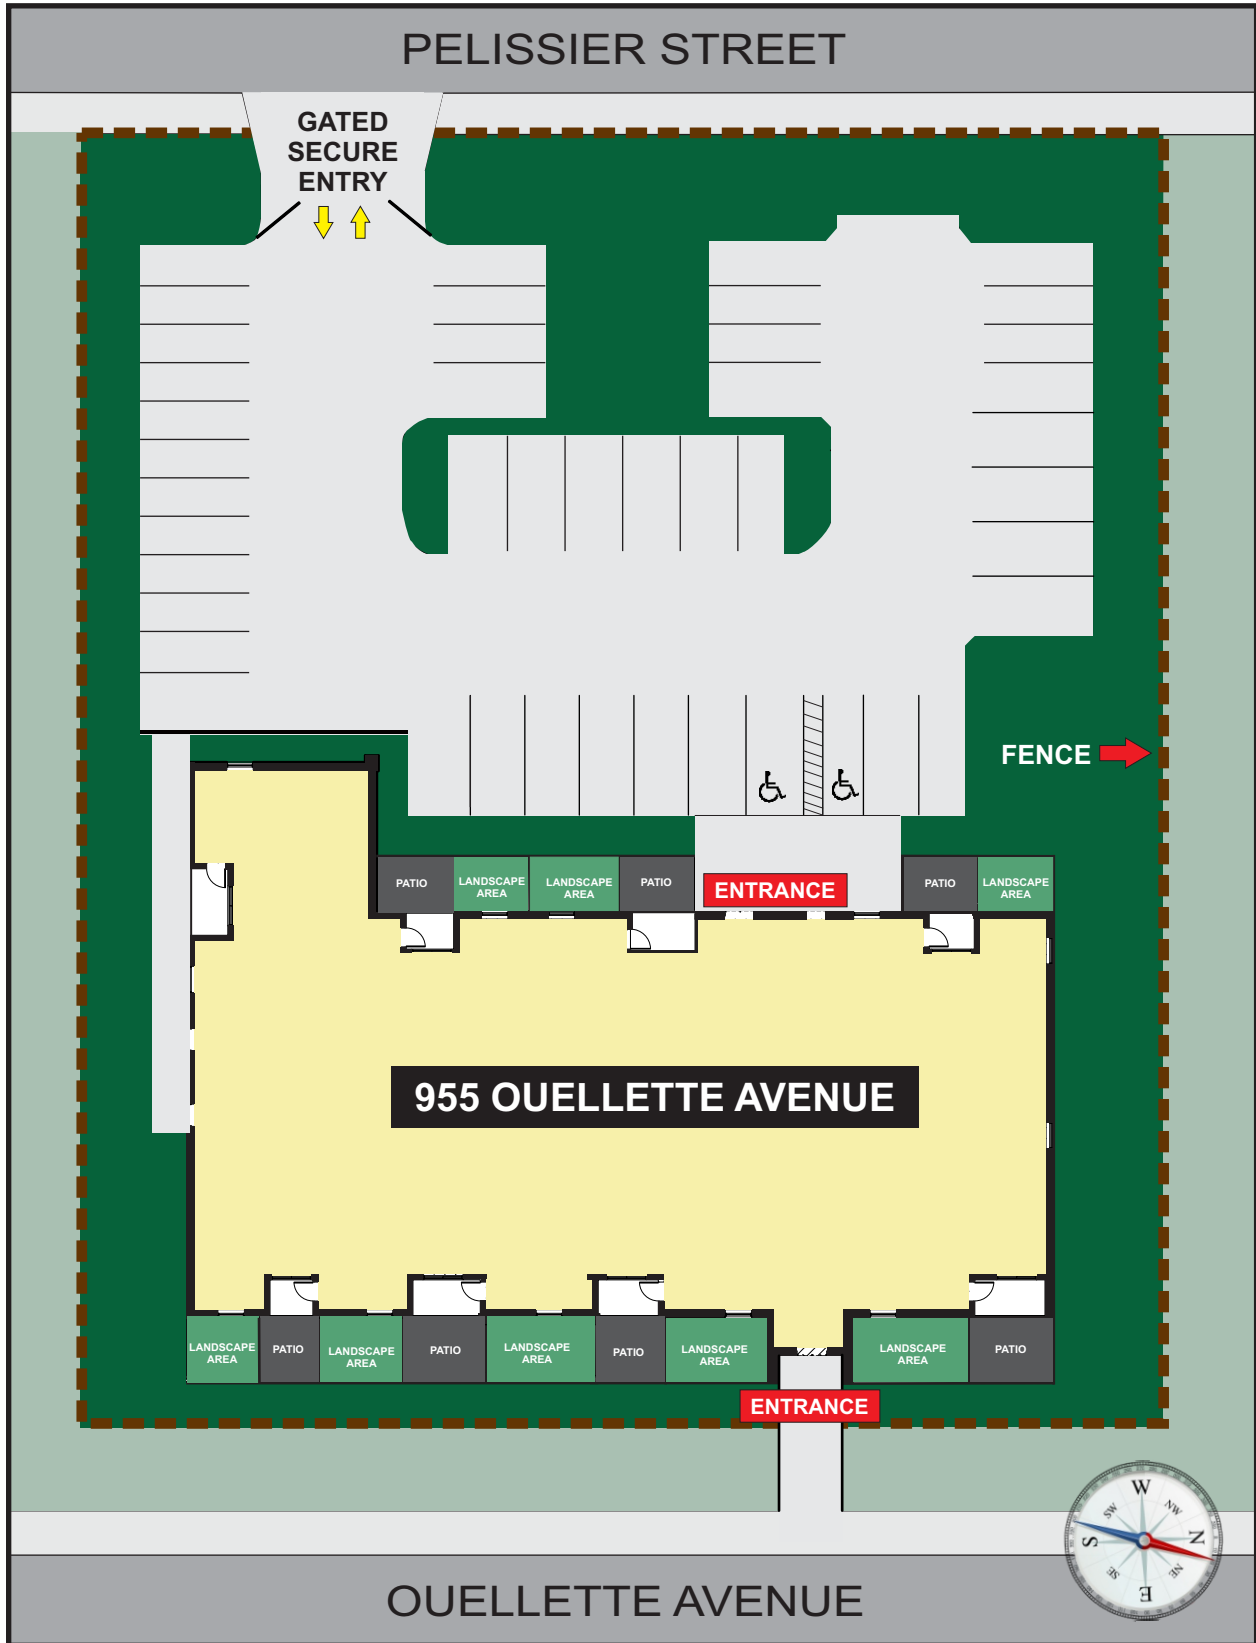 PELISSIER STREET
GATED
SECURE
ENTRY
FENCE
PATIO
LANDSCAPE
AREA
LANDSCAPE
AREA
PATIO
ENTRANCE
PATIO
LANDSCAPE
AREA
955 OUELLETTE AVENUE
LANDSCAPE
AREA
PATIO
LANDSCAPE
AREA
PATIO
LANDSCAPE
AREA
PATIO
LANDSCAPE
AREA
LANDSCAPE
AREA
PATIO
ENTRANCE
W
SW
NW
S
N
SE
NE
E
OUELLETTE AVENUE